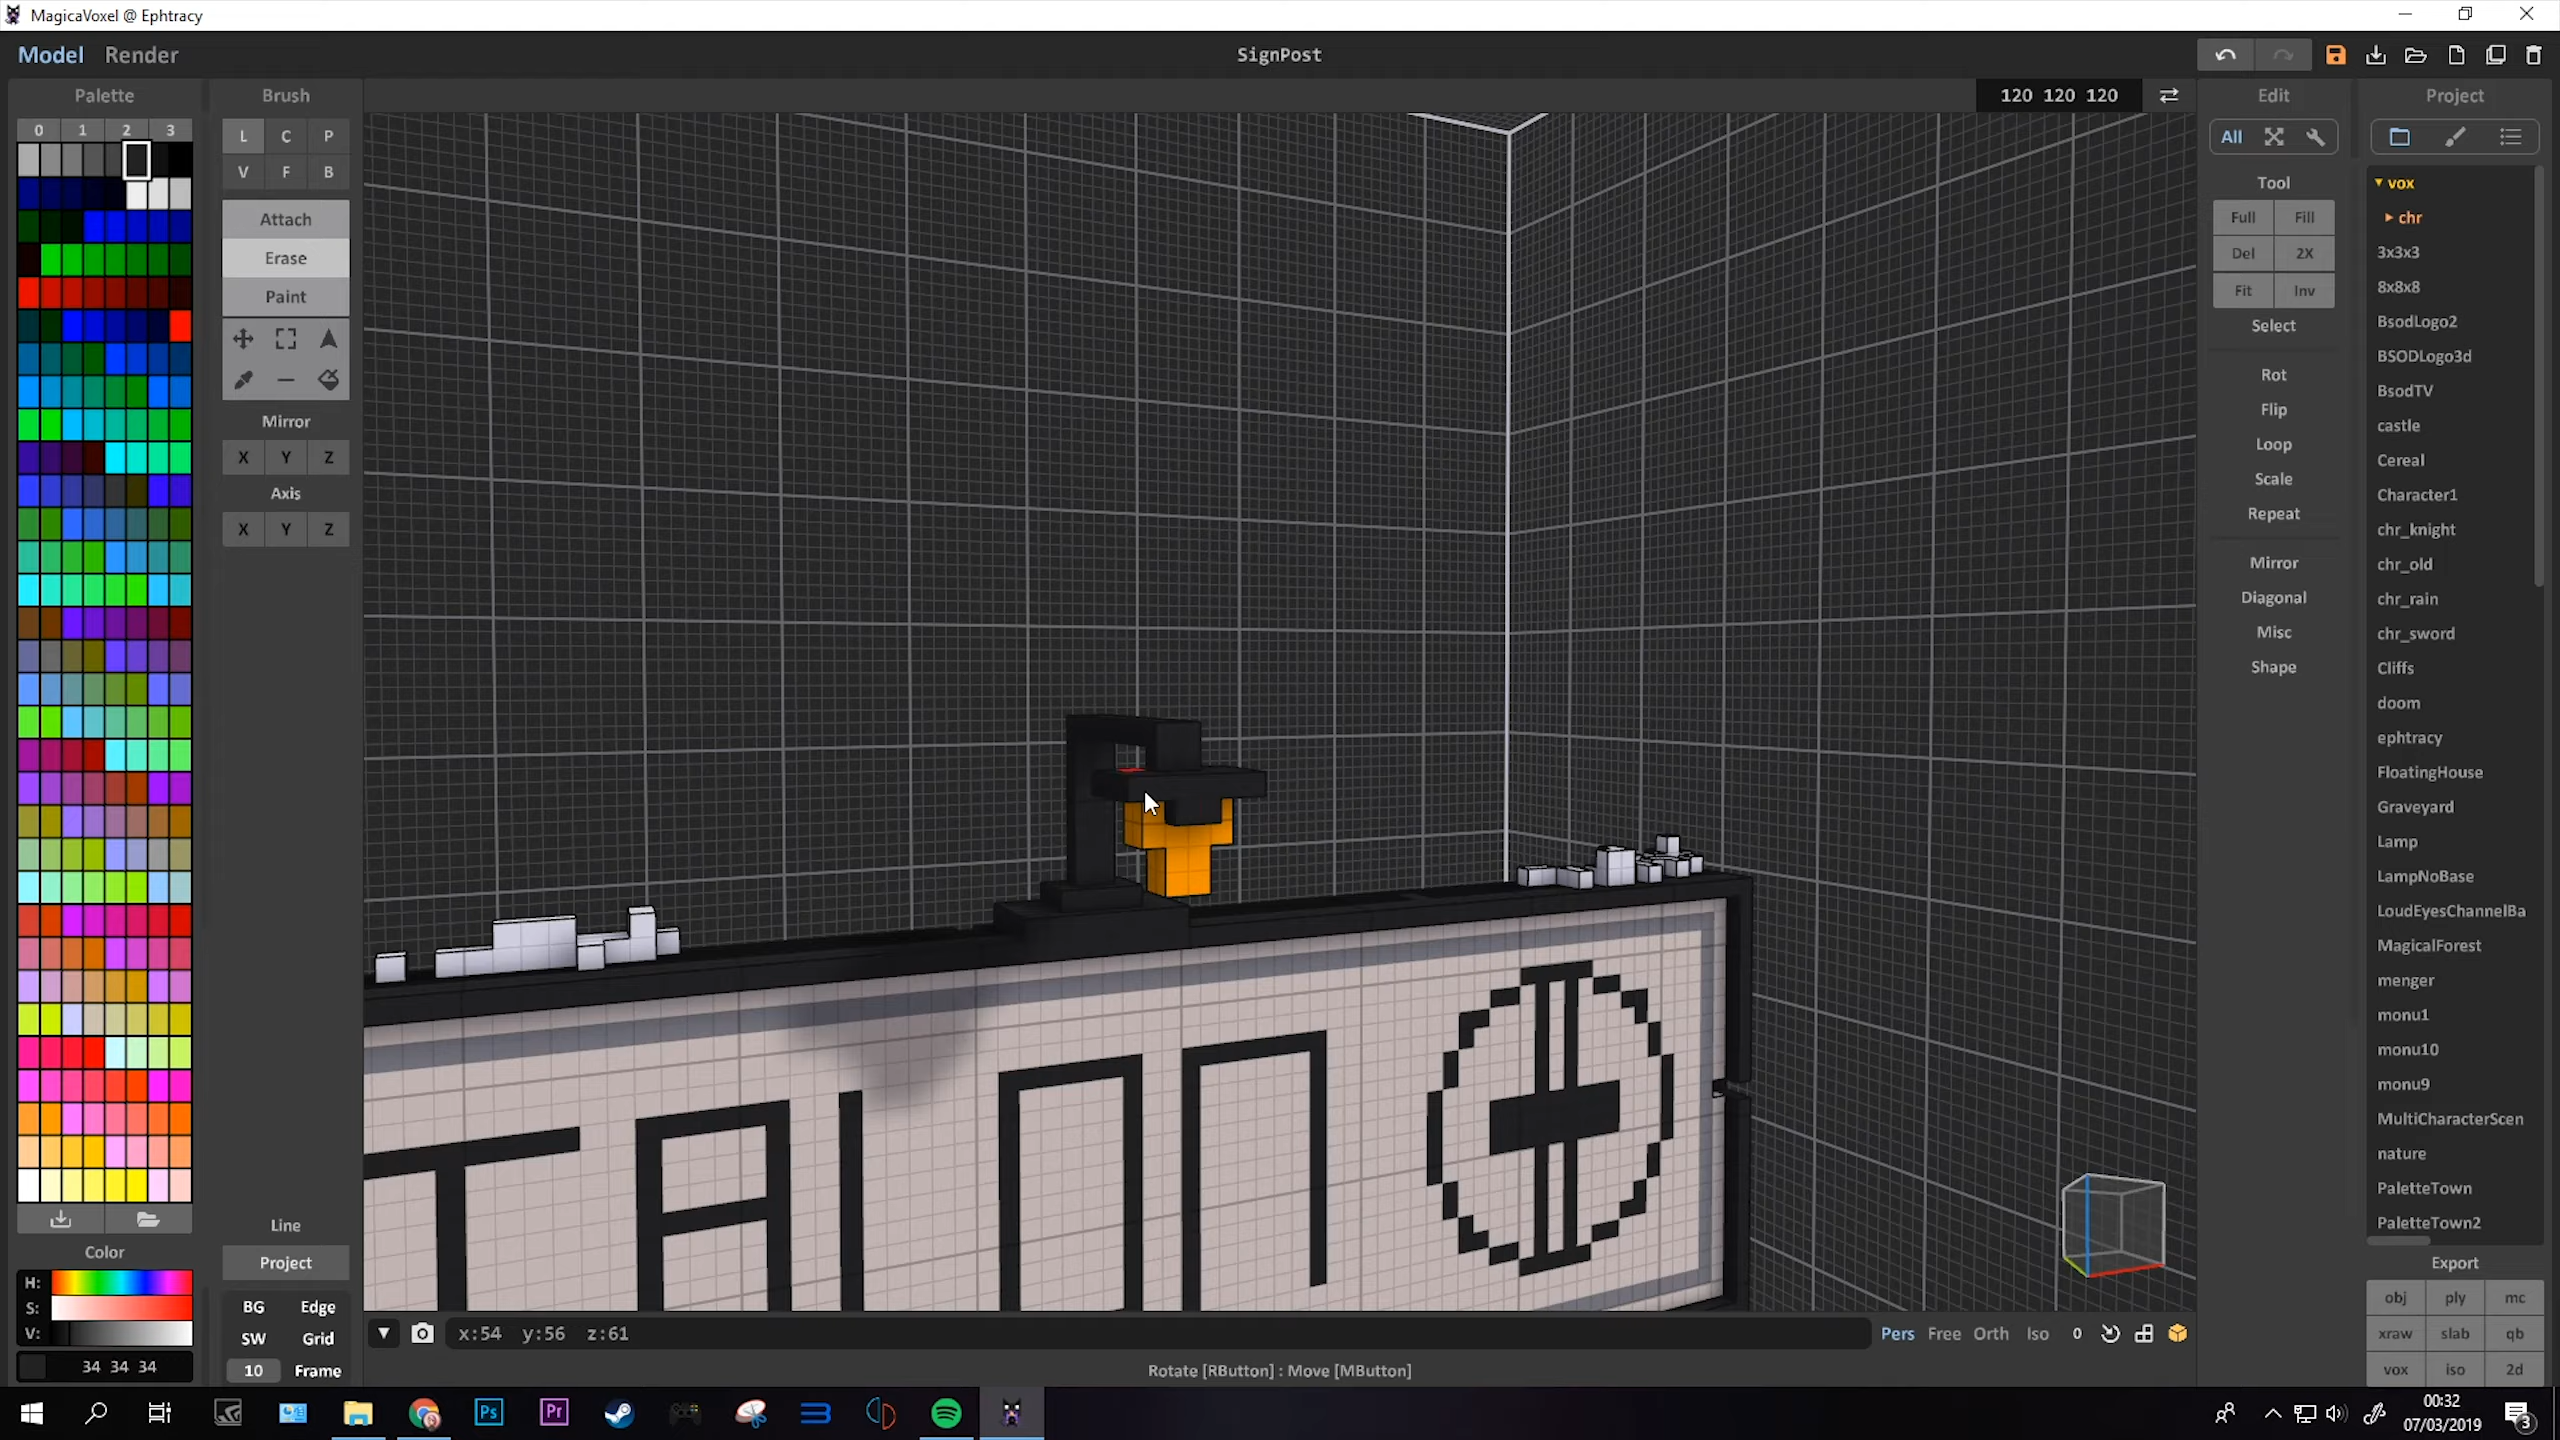 MagicaVoxel @ Ephtracy
Model Render
SignPost
Palette
Brush
120 120 120
Edit
Project
0 1 2 3
L C P
V F B
Attach
Erase
Paint
Mirror
X Y Z
Axis
X Y Z
All
Tool
Full Fill
Del 2X
Fit Inv
Select
Rot
Flip
Loop
Scale
Repeat
Mirror
Diagonal
Misc
Shape
vox
chr
3x3x3
8x8x8
BsodLogo2
BSODLogo3d
BsodTV
castle
Cereal
Character1
chr_knight
chr_old
chr_rain
chr_sword
Cliffs
doom
ephtracy
FloatingHouse
Graveyard
Lamp
LampNoBase
LoudEyesChannelBa
MagicalForest
menger
monu1
monu10
monu9
MultiCharacterScen
nature
PaletteTown
PaletteTown2
Export
obj ply mc
xraw slab qb
vox iso 2d
Line
Project
BG Edge
SW Grid
10 Frame
Color
H:
S:
V:
34 34 34
x:54 y:56 z:61
Pers Free Orth Iso 0
Rotate [RButton] : Move [MButton]
Ps
Pr
00:32
07/03/2019
3